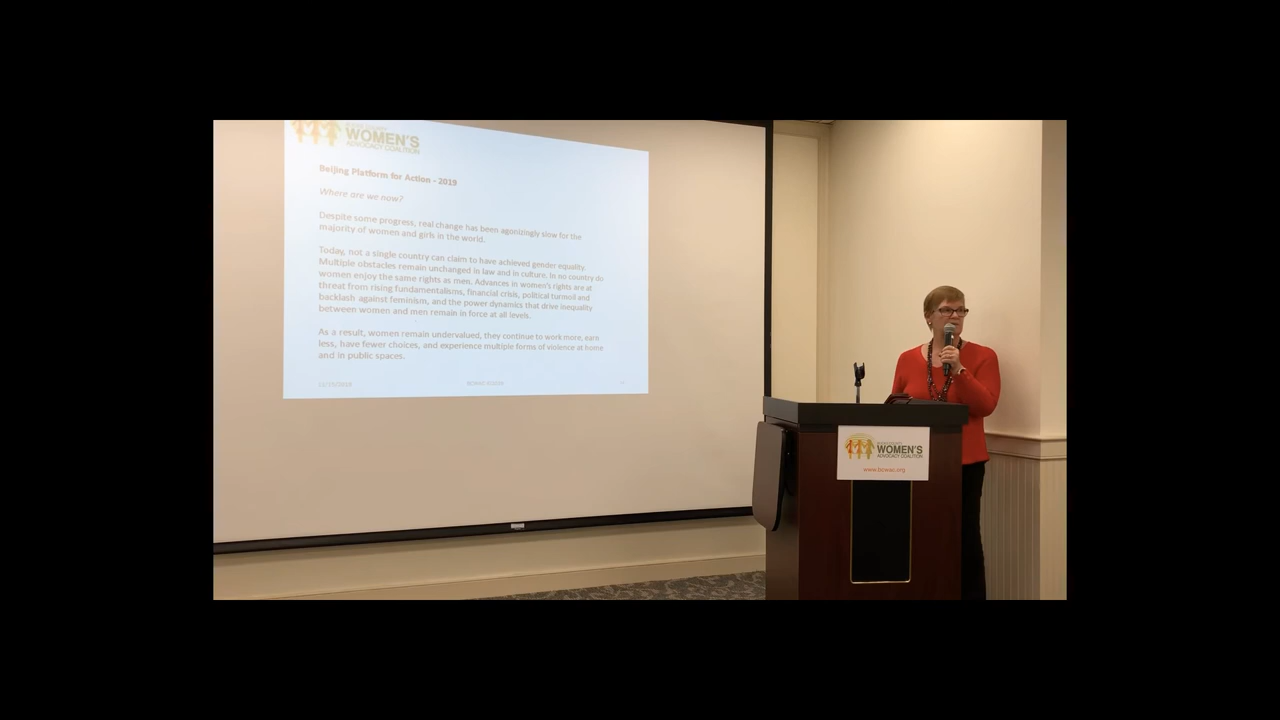 WOMEN'S
ADVOCACY COALITION
Beijing Platform for Action - 2019
Where are we now?
Despite some progress, real change has been agonizingly slow for the
majority of women and girls in the world.
Today, not a single country can claim to have achieved gender equality.
Multiple obstacles remain unchanged in law and in culture. In no country do
women enjoy the same rights as men. Advances in women's rights are at
threat from rising fundamentalisms, financial crisis, political turmoil and
backlash against feminism, and the power dynamics that drive inequality
between women and men remain in force at all levels.
As a result, women remain undervalued, they continue to work more, earn
less, have fewer choices, and experience multiple forms of violence at home
and in public spaces.
WOMEN'S
ADVOCACY COALITION
www.bcwac.org